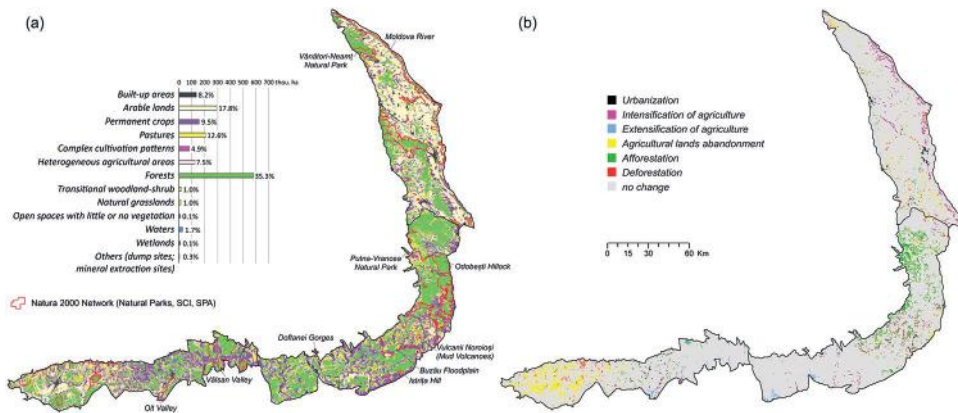 (a)
Moldova River
Vânători-Neamț
Natural Park
0 100 200 300 400 500 600 700 thou. ha
Built-up areas 8.2%
Arable lands 17.8%
Permanent crops 9.5%
Pastures 12.6%
Complex cultivation patterns 4.9%
Heterogeneous agricultural areas 7.5%
Forests 35.3%
Transitional woodland-shrub 1.0%
Natural grasslands 1.0%
Open spaces with little or no vegetation 0.1%
Waters 1.7%
Wetlands 0.1%
Others (dump sites; 0.3%
mineral extraction sites)
Putna-Vrancea
Natural Park
Odobești Hillock
Natura 2000 Network (Natural Parks, SCI, SPA)
Doftanei Gorges
Vulcanii Noroioși
(Mud Volcanoes)
Vâlsan Valley
Buzău Floodplain
Istrița Hill
Olt Valley
(b)
Urbanization
Intensification of agriculture
Extensification of agriculture
Agricultural lands abandonment
Afforestation
Deforestation
no change
0 15 30 60 Km